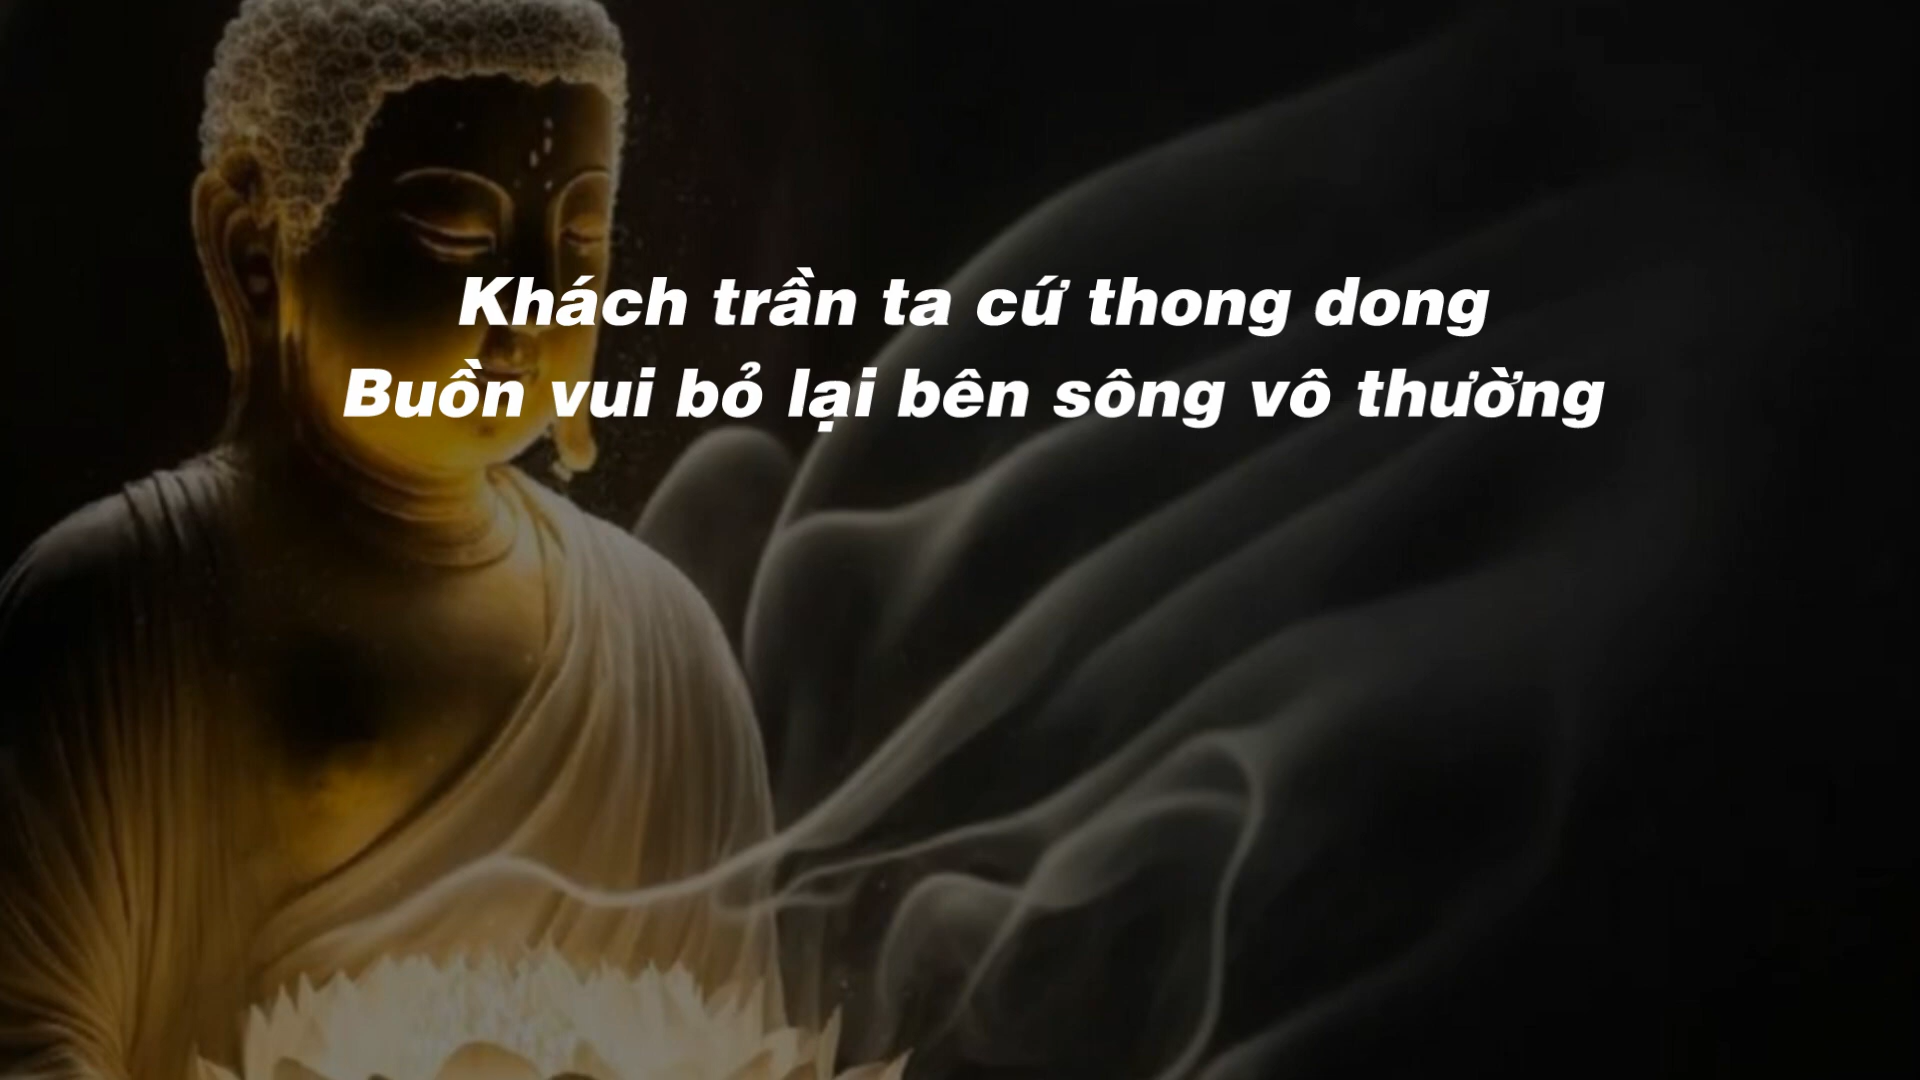 Khách trần ta cứ thong dong
Buồn vui bỏ lại bên sông vô thường